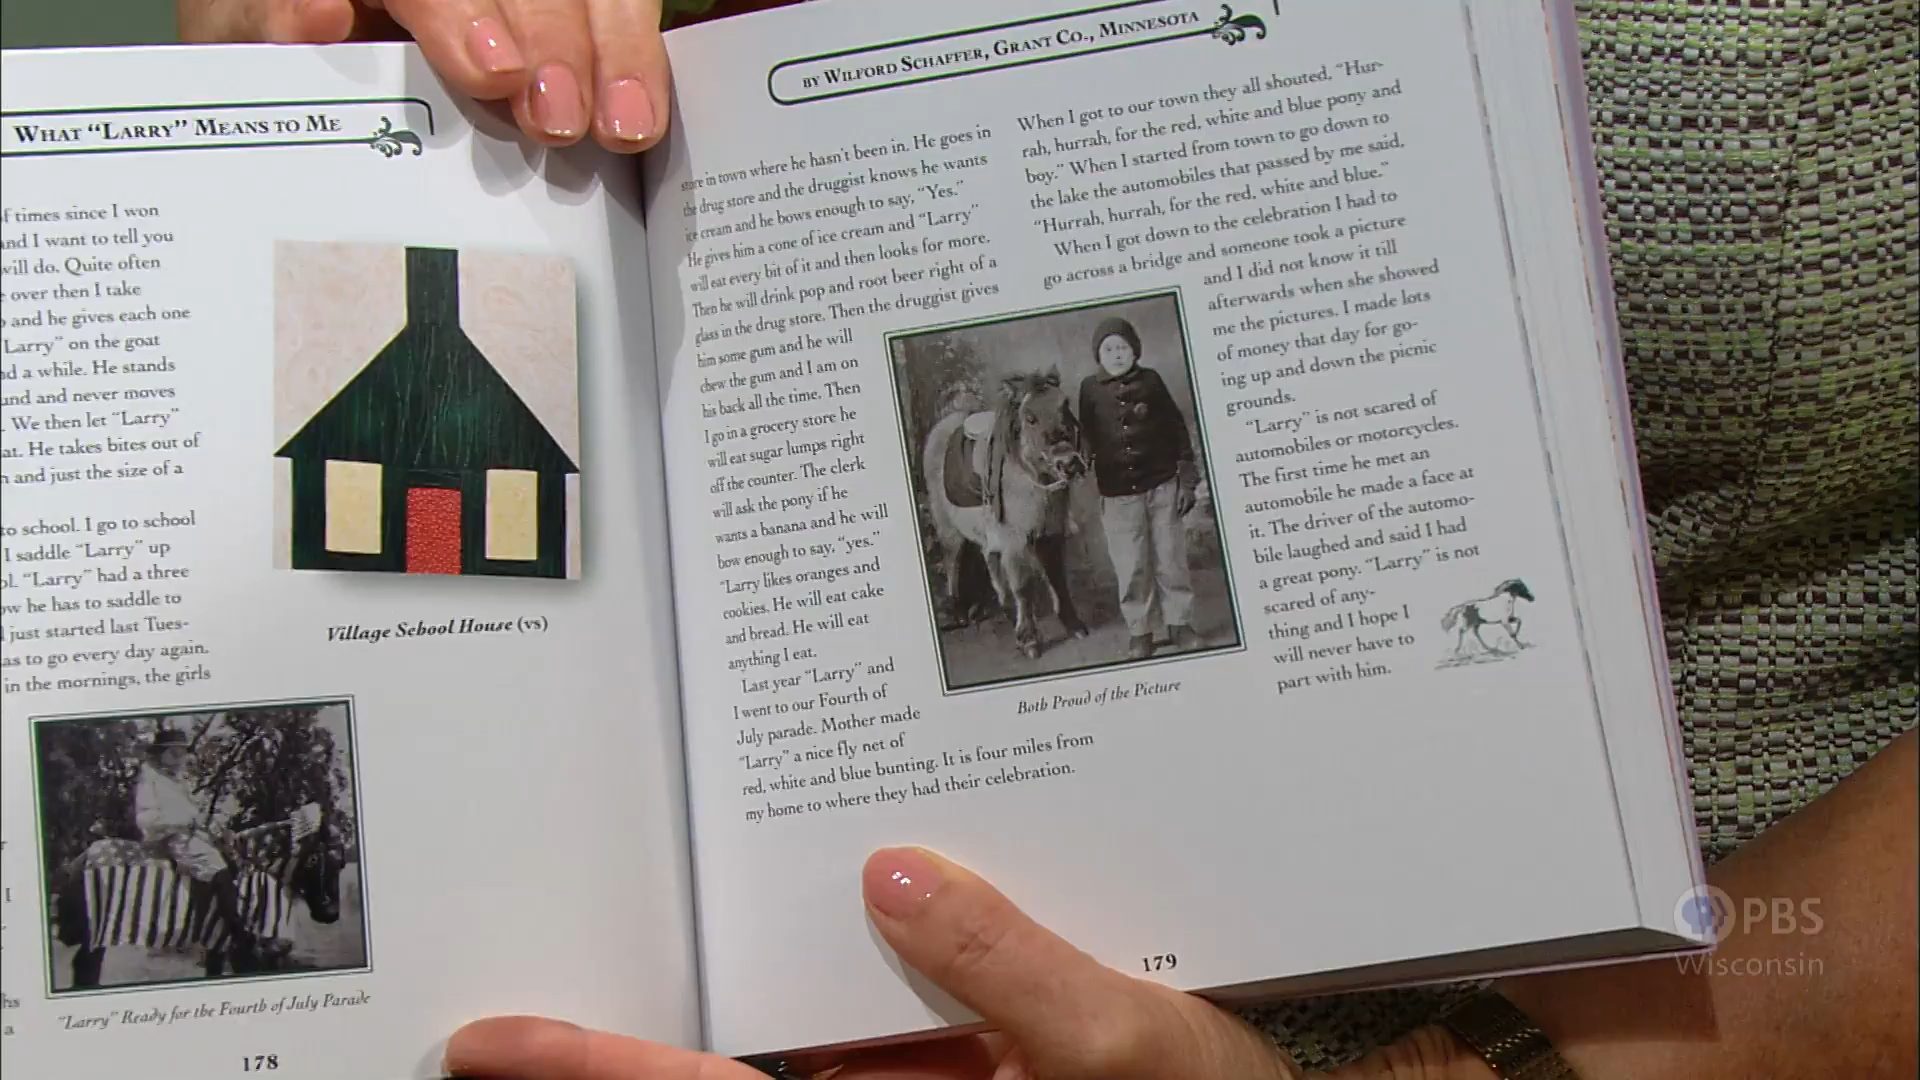 WHAT “LARRY” MEANS TO ME
of times since I won
and I want to tell you
will do. Quite often
over then I take
and he gives each one
“Larry” on the goat
a while. He stands
and never moves
We then let “Larry”
He takes bites out of
and just the size of a
to school. I go to school
I saddle “Larry” up
“Larry” had a three
he has to saddle to
just started last Tues-
to go every day again.
in the mornings, the girls
I
a
Village School House (vs)
“Larry” Ready for the Fourth of July Parade
178
BY WILFORD SCHAFFER, GRANT CO., MINNESOTA
store in town where he hasn't been in. He goes in
the drug store and the druggist knows he wants
ice cream and he bows enough to say, “Yes.”
He gives him a cone of ice cream and “Larry”
will eat every bit of it and then looks for more.
Then he will drink pop and root beer right of a
glass in the drug store. Then the druggist gives
him some gum and he will
chew the gum and I am on
his back all the time. Then
I go in a grocery store he
will eat sugar lumps right
off the counter. The clerk
will ask the pony if he
wants a banana and he will
bow enough to say, “yes.”
“Larry likes oranges and
cookies. He will eat cake
and bread. He will eat
anything I eat.
Last year “Larry” and
I went to our Fourth of
July parade. Mother made
“Larry” a nice fly net of
red, white and blue bunting. It is four miles from
my home to where they had their celebration.
When I got to our town they all shouted, “Hur-
rah, hurrah, for the red, white and blue pony and
boy.” When I started from town to go down to
the lake the automobiles that passed by me said,
“Hurrah, hurrah, for the red, white and blue.”
When I got down to the celebration I had to
go across a bridge and someone took a picture
and I did not know it till
afterwards when she showed
me the pictures. I made lots
of money that day for go-
ing up and down the picnic
grounds.
“Larry” is not scared of
automobiles or motorcycles.
The first time he met an
automobile he made a face at
it. The driver of the automo-
bile laughed and said I had
a great pony. “Larry” is not
scared of any-
thing and I hope I
will never have to
part with him.
Both Proud of the Picture
179
PBS
Wisconsin